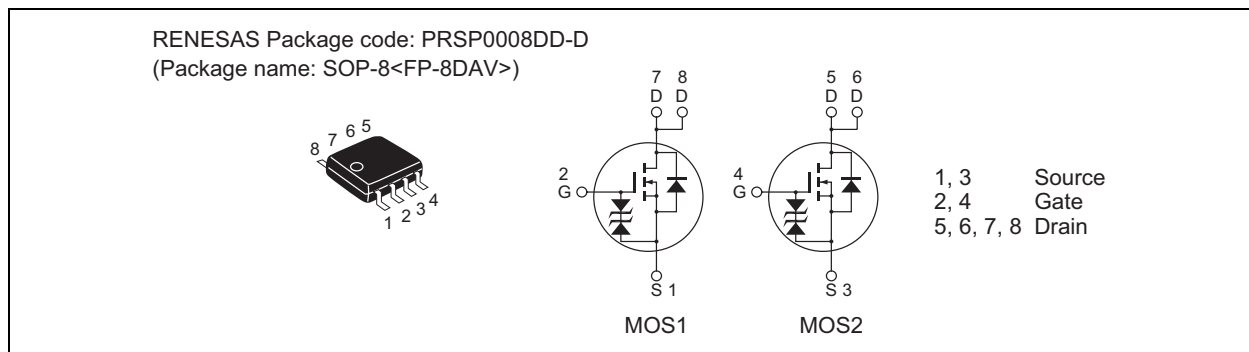 RENESAS Package code: PRSP0008DD-D
(Package name: SOP-8<FP-8DAV>)
8 7 6 5
1 2 3 4
7 8
D D
2
G
S 1
MOS1
5 6
D D
4
G
S 3
MOS2
1, 3 Source
2, 4 Gate
5, 6, 7, 8 Drain